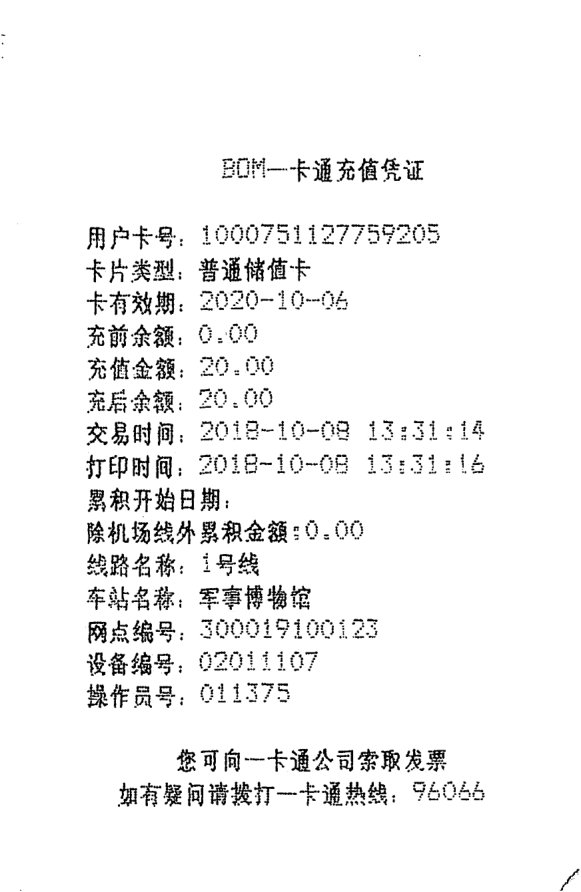 BOM一卡通充值凭证
用户卡号：1000751127759205
卡片类型：普通储值卡
卡有效期：2020-10-06
充前余额：0.00
充值金额：20.00
充后余额：20.00
交易时间：2018-10-08 13:31:14
打印时间：2018-10-08 13:31:16
累积开始日期：
除机场线外累积金额:0.00
线路名称：1号线
车站名称：军事博物馆
网点编号：300019100123
设备编号：02011107
操作员号：011375
您可向一卡通公司索取发票
如有疑问请拨打一卡通热线：96066